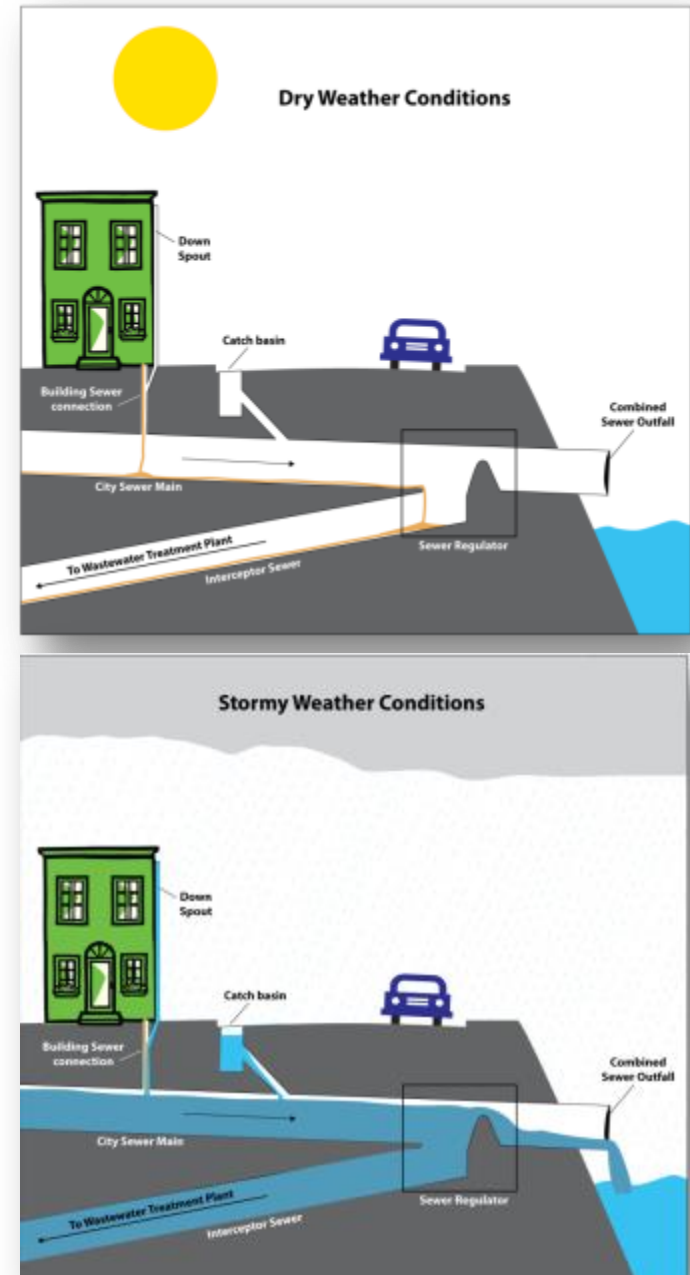 Dry Weather Conditions
Down
Spout
Catch basin
Building Sewer
connection
Combined
Sewer Outfall
City Sewer Main
Sewer Regulator
To Wastewater Treatment Plant
Interceptor Sewer
Stormy Weather Conditions
Down
Spout
Catch basin
Building Sewer
connection
Combined
Sewer Outfall
City Sewer Main
Sewer Regulator
To Wastewater Treatment Plant
Interceptor Sewer